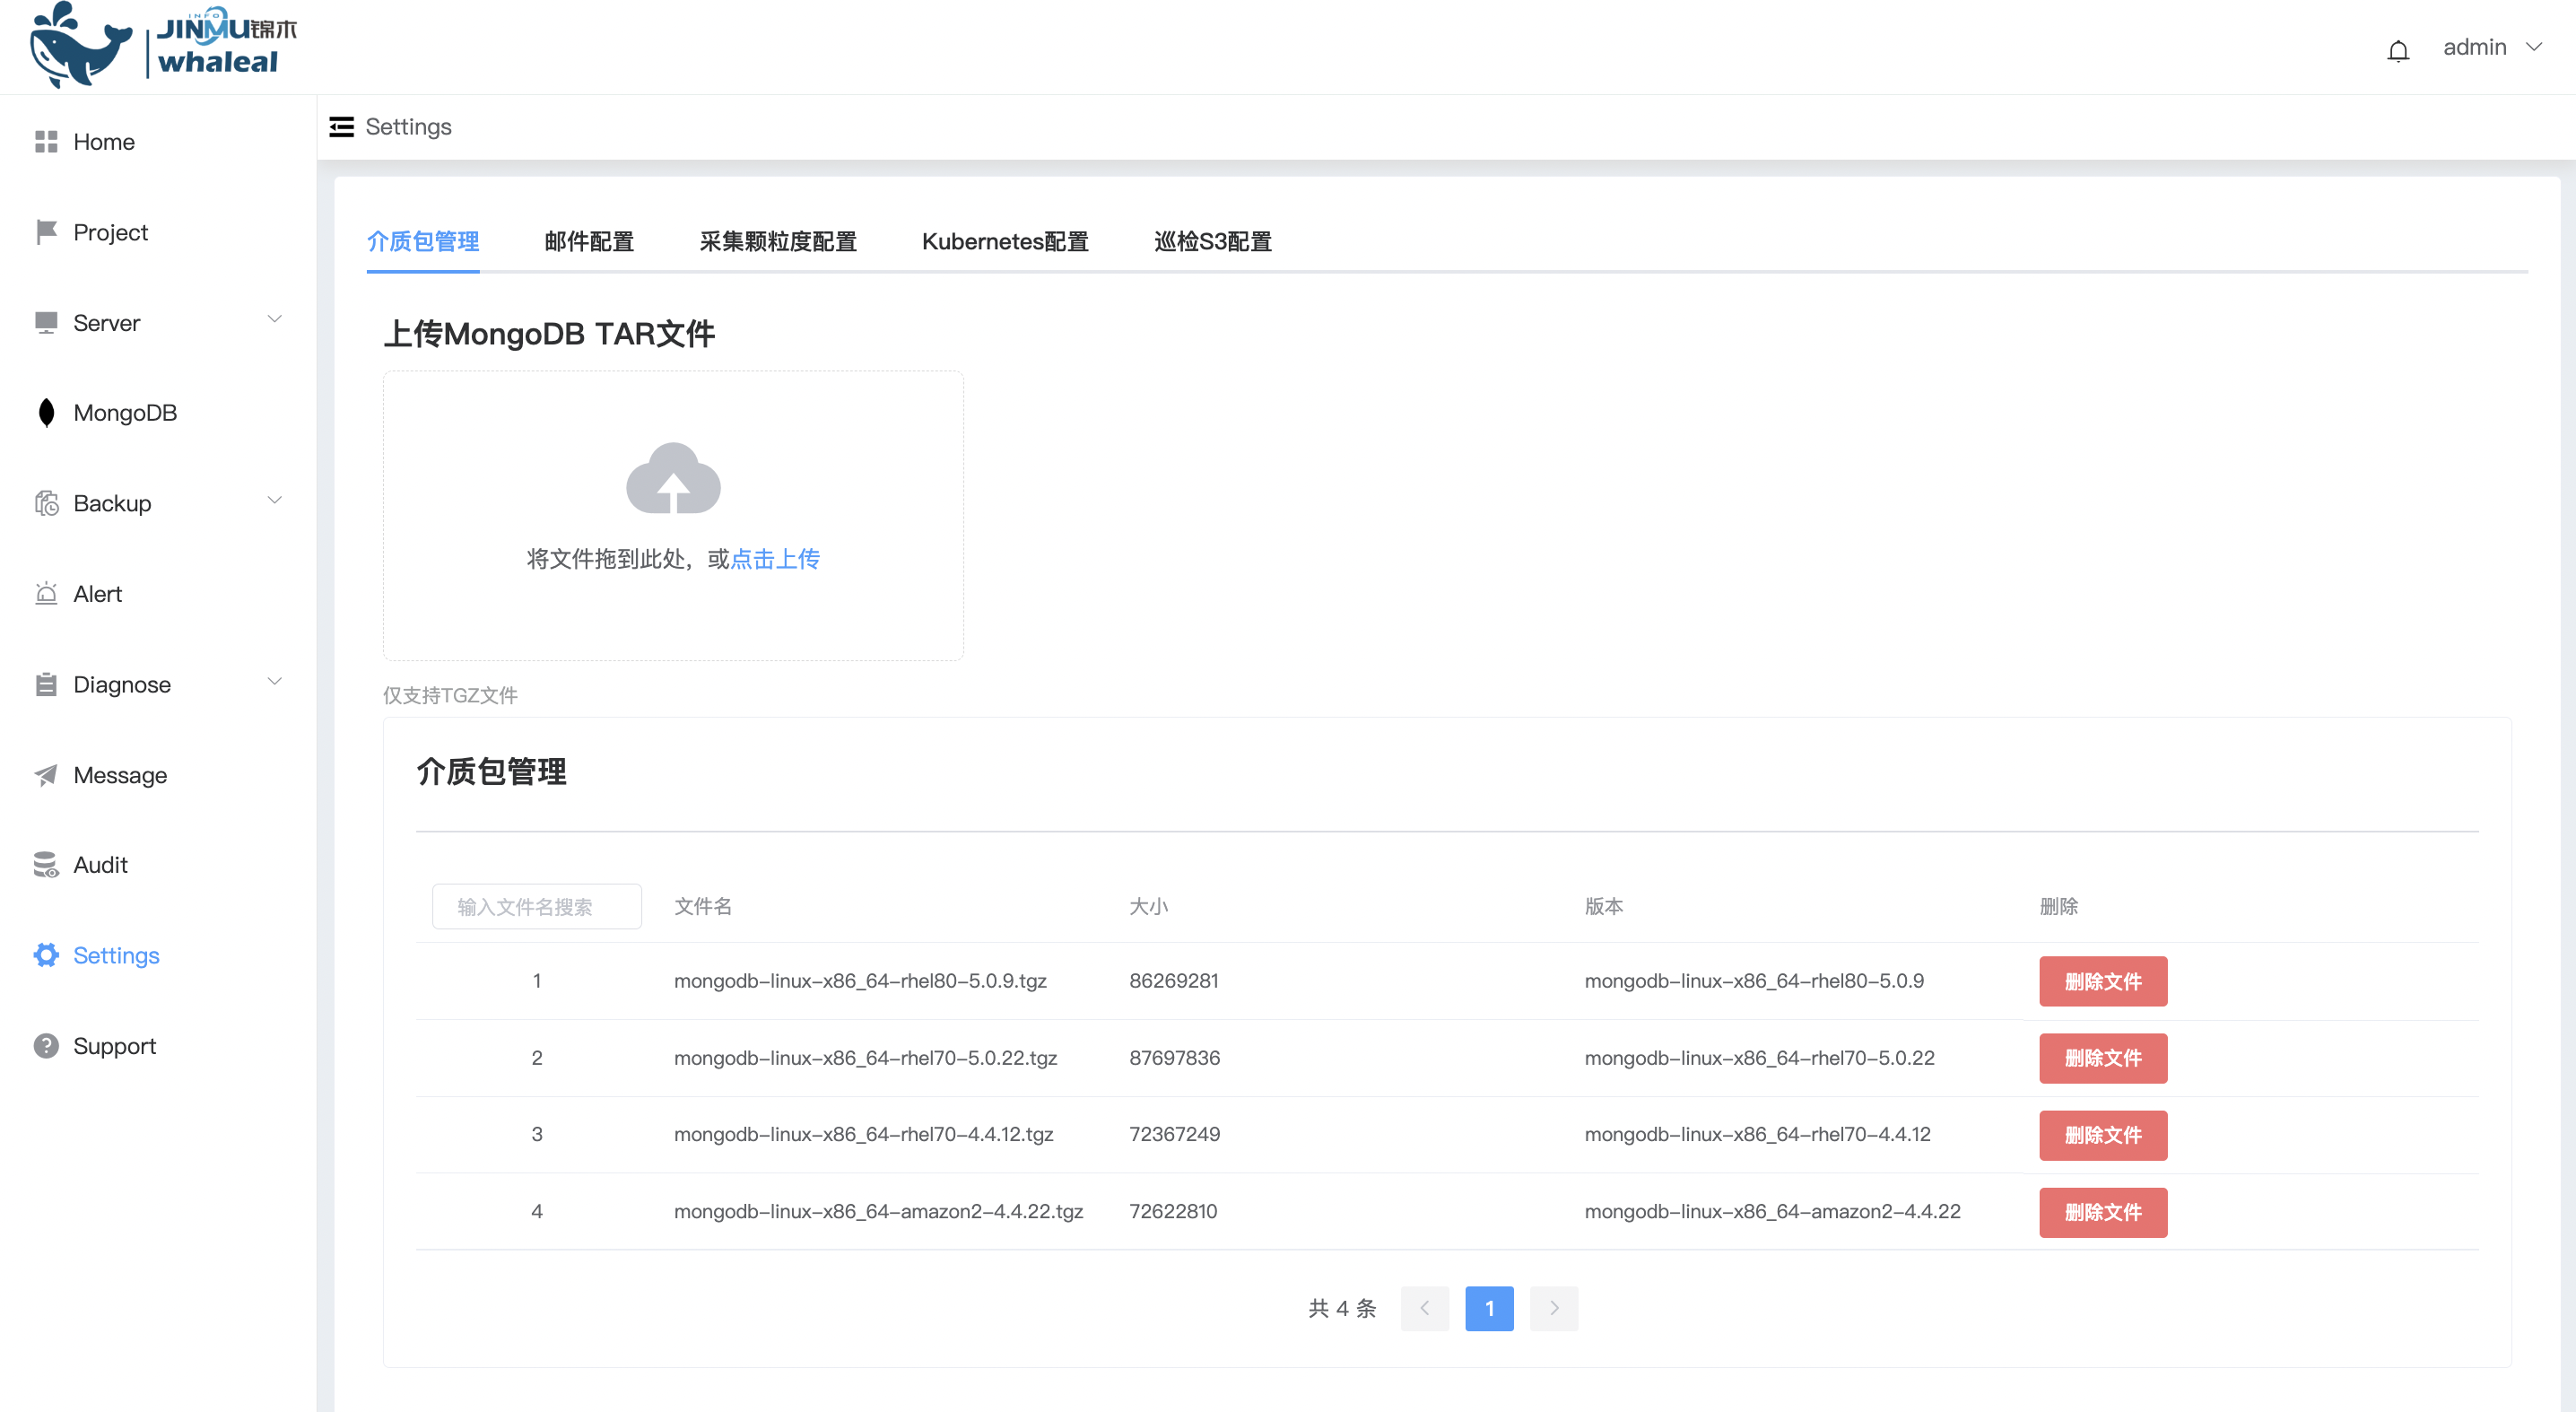 INFO
JINMU锦木
whaleal
admin
Home
Project
Server
MongoDB
Backup
Alert
Diagnose
Message
Audit
Settings
Support
Settings
介质包管理 邮件配置 采集颗粒度配置 Kubernetes配置 巡检S3配置
上传MongoDB TAR文件
将文件拖到此处，或点击上传
仅支持TGZ文件
介质包管理
输入文件名搜索 文件名 大小 版本 删除
1 mongodb-linux-x86_64-rhel80-5.0.9.tgz 86269281 mongodb-linux-x86_64-rhel80-5.0.9 删除文件
2 mongodb-linux-x86_64-rhel70-5.0.22.tgz 87697836 mongodb-linux-x86_64-rhel70-5.0.22 删除文件
3 mongodb-linux-x86_64-rhel70-4.4.12.tgz 72367249 mongodb-linux-x86_64-rhel70-4.4.12 删除文件
4 mongodb-linux-x86_64-amazon2-4.4.22.tgz 72622810 mongodb-linux-x86_64-amazon2-4.4.22 删除文件
共 4 条 1